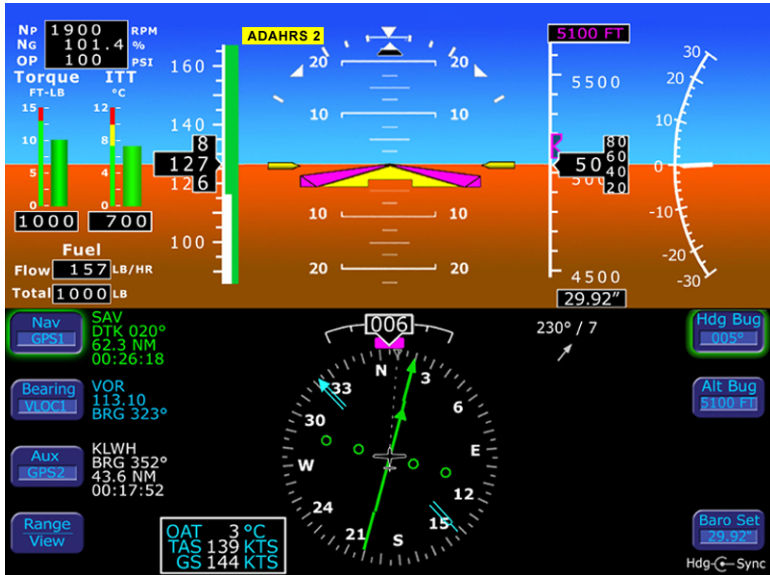 NP 1900 RPM
NG 101.4 %
OP 100 PSI
Torque ITT
FT-LB °C
15 12
10 8
5 4
0 0
1000 700
Fuel
Flow 157 LB/HR
Total 1000 LB
ADAHRS 2
160
140
120
100
8
127
6
20 20
10 10
10 10
20 20
5100 FT
5500
5000
4500
80
60
50 40
20
29.92"
30
20
10
0
-10
-20
-30
Nav
GPS1
SAV
DTK 020°
62.3 NM
00:26:18
Bearing
VLOC1
VOR
113.10
BRG 323°
Aux
GPS2
KLWH
BRG 352°
43.6 NM
00:17:52
Range
View
OAT 3 °C
TAS 139 KTS
GS 144 KTS
006
N
3
6
E
12
15
S
21
24
W
30
33
230° / 7
Hdg Bug
005°
Alt Bug
5100 FT
Baro Set
29.92"
Hdg Sync